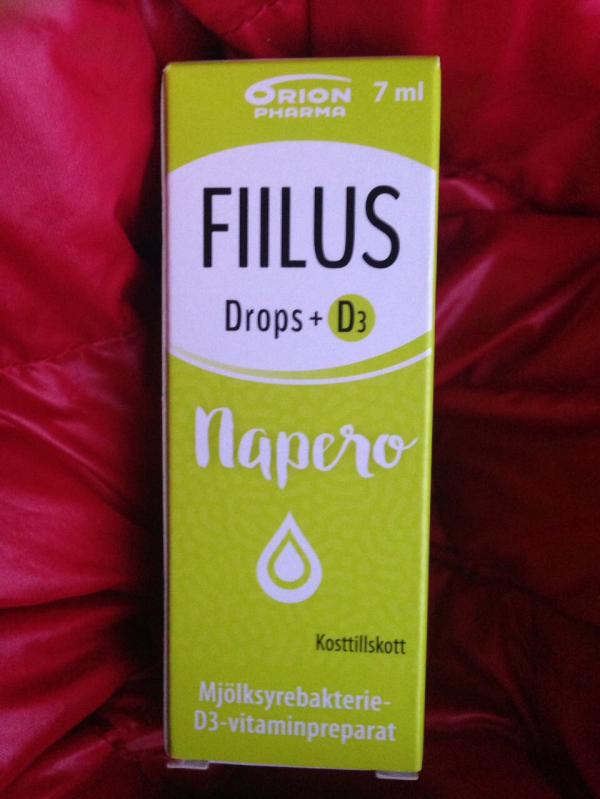 ORION 7 ml
PHARMA
FIILUS
Drops + D3
Napero
Kosttillskott
Mjölksyrebakterie-
D3-vitaminpreparat